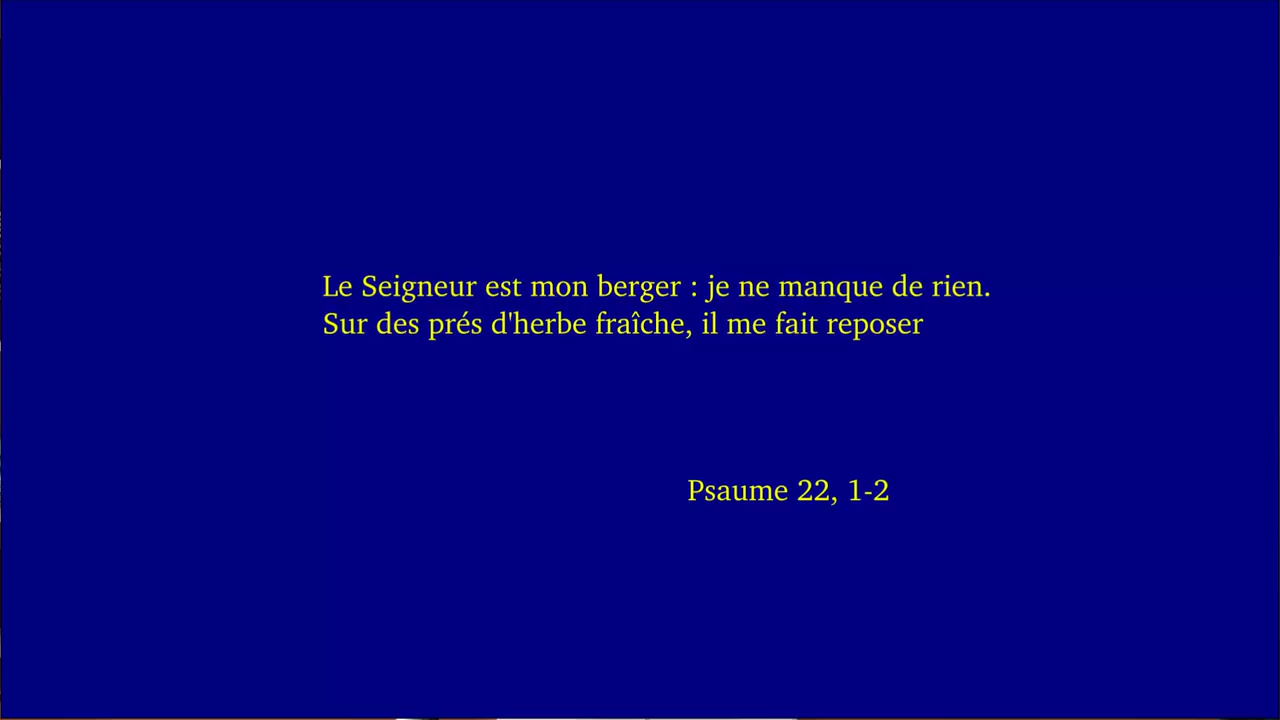 Le Seigneur est mon berger : je ne manque de rien.
Sur des prés d'herbe fraîche, il me fait reposer
Psaume 22, 1-2